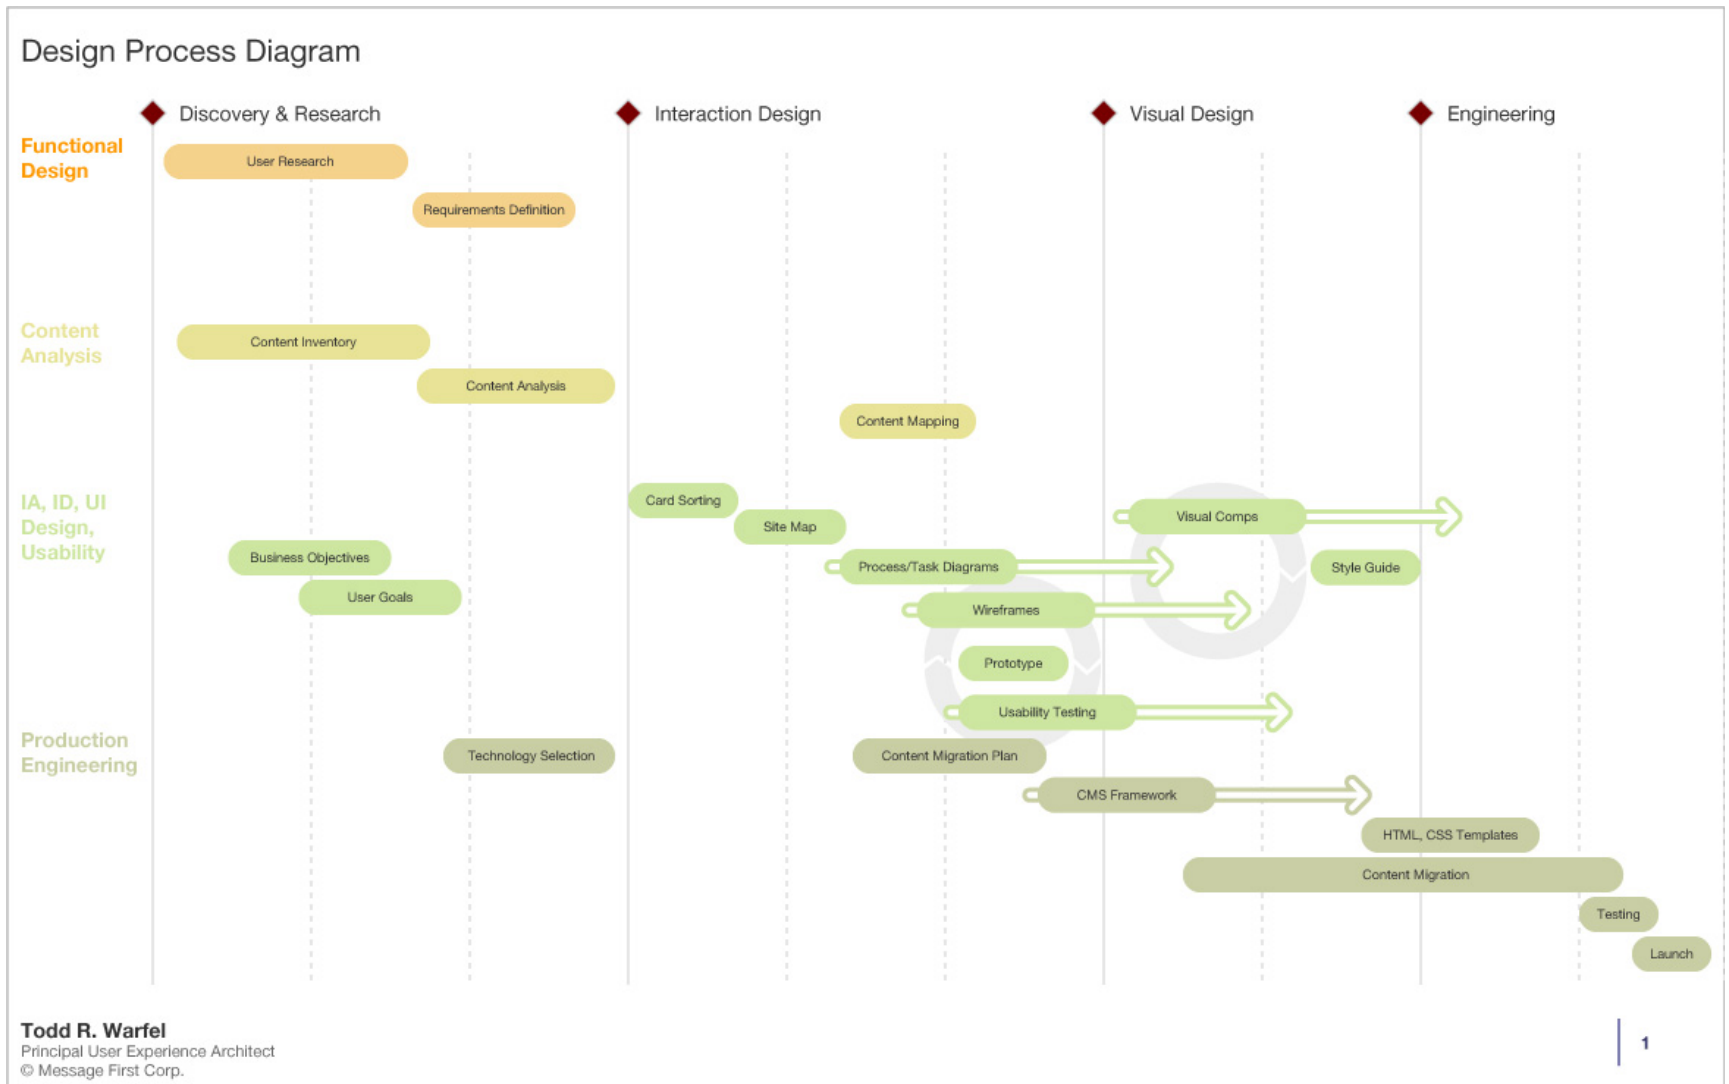 Design Process Diagram
Discovery & Research
Interaction Design
Visual Design
Engineering
Functional
Design
User Research
Requirements Definition
Content
Analysis
Content Inventory
Content Analysis
Content Mapping
IA, ID, UI
Design,
Usability
Card Sorting
Site Map
Visual Comps
Business Objectives
Process/Task Diagrams
Style Guide
User Goals
Wireframes
Prototype
Usability Testing
Production
Engineering
Technology Selection
Content Migration Plan
CMS Framework
HTML, CSS Templates
Content Migration
Testing
Launch
Todd R. Warfel
Principal User Experience Architect
© Message First Corp.
1